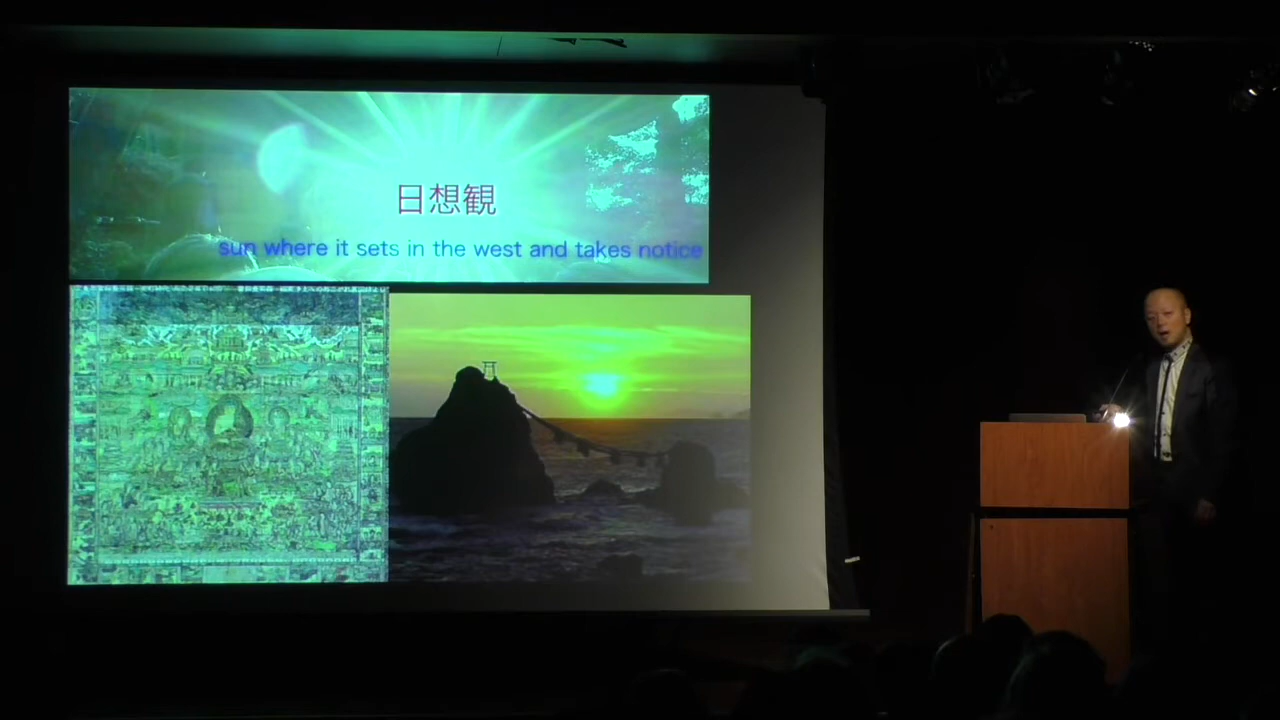 日想観
sun where it sets in the west and takes notice